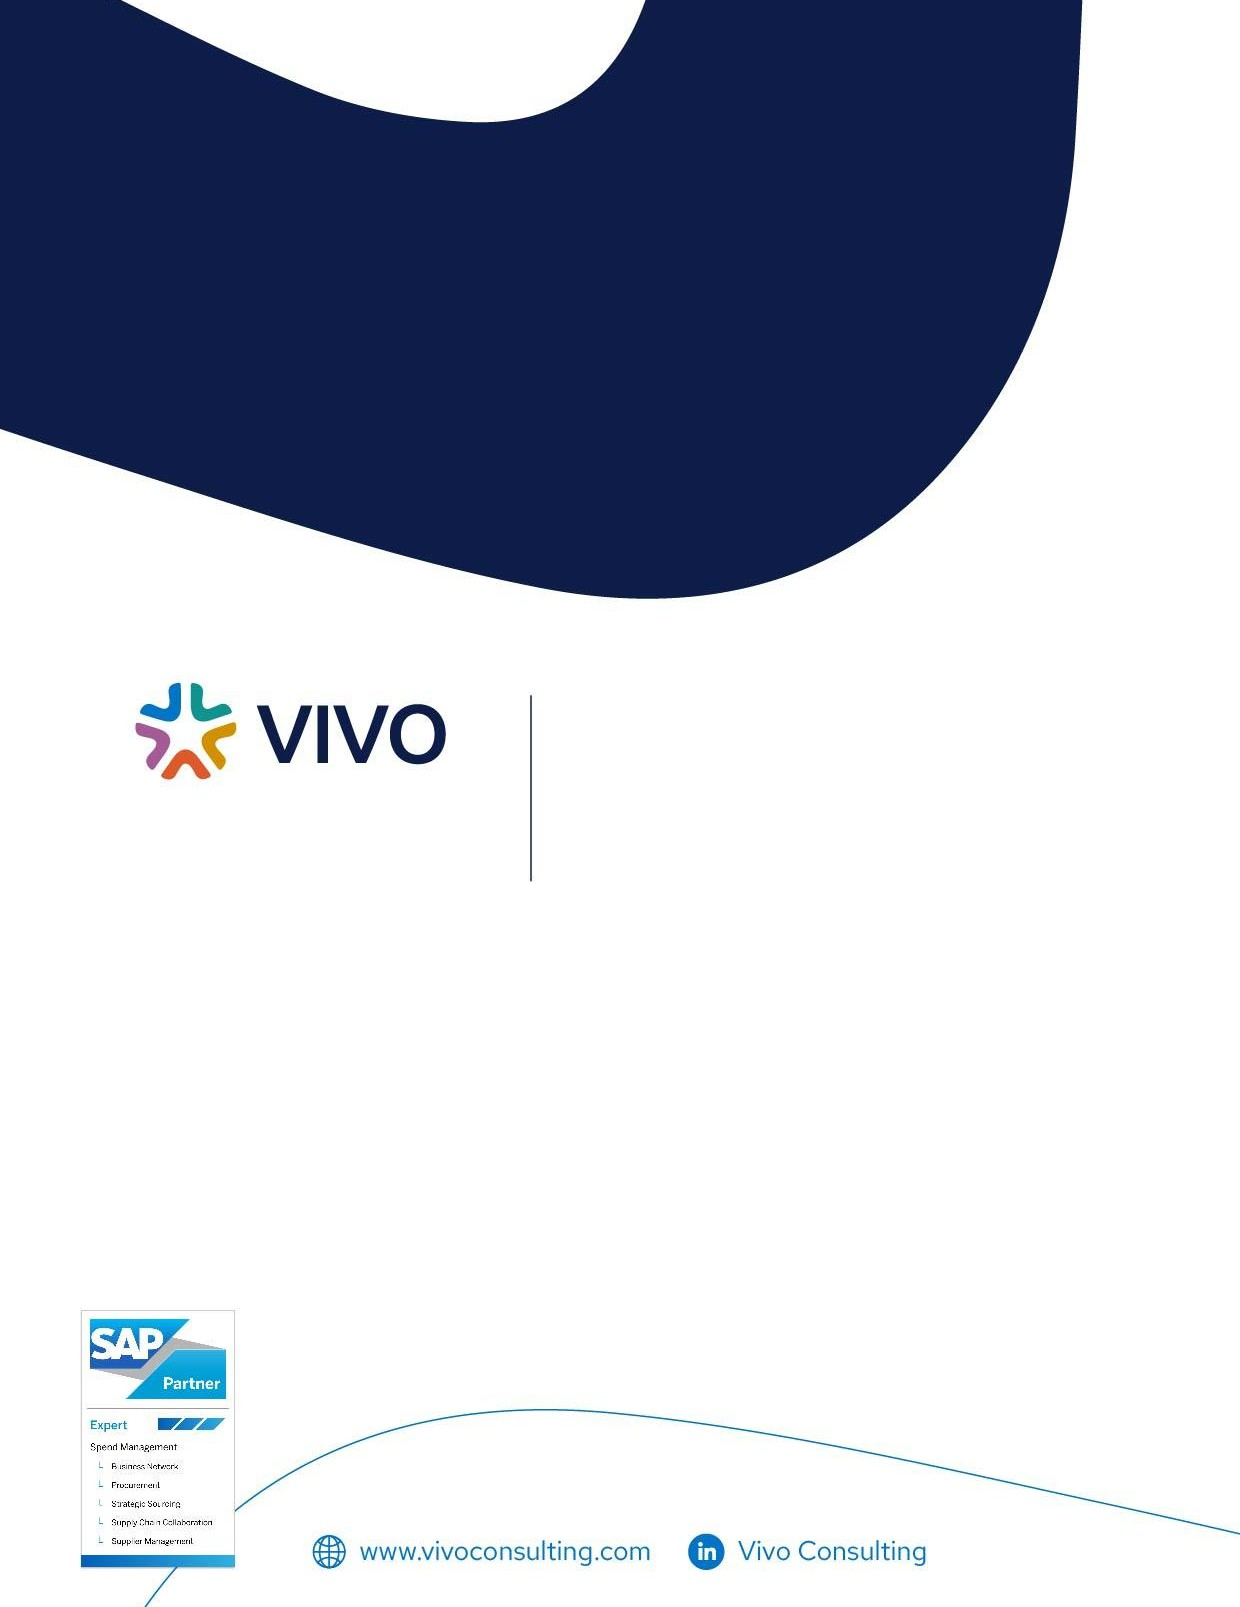 VIVO
SAP
Partner
Expert
Spend Management
Business Network
Procurement
Strategic Sourcing
Supply Chain Collaboration
Supplier Management
www.vivoconsulting.com
in
Vivo Consulting